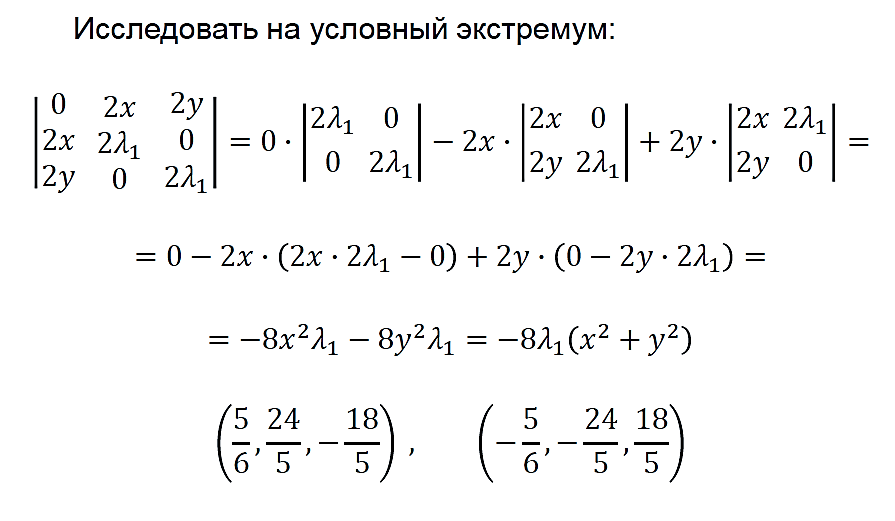 Исследовать на условный экстремум:
|0 2x 2y; 2x 2λ₁ 0; 2y 0 2λ₁| = 0 · |2λ₁ 0; 0 2λ₁| − 2x · |2x 0; 2y 2λ₁| + 2y · |2x 2λ₁; 2y 0| =
= 0 − 2x · (2x · 2λ₁ − 0) + 2y · (0 − 2y · 2λ₁) =
= −8x²λ₁ − 8y²λ₁ = −8λ₁(x² + y²)
(5/6, 24/5, −18/5) , (−5/6, −24/5, 18/5)